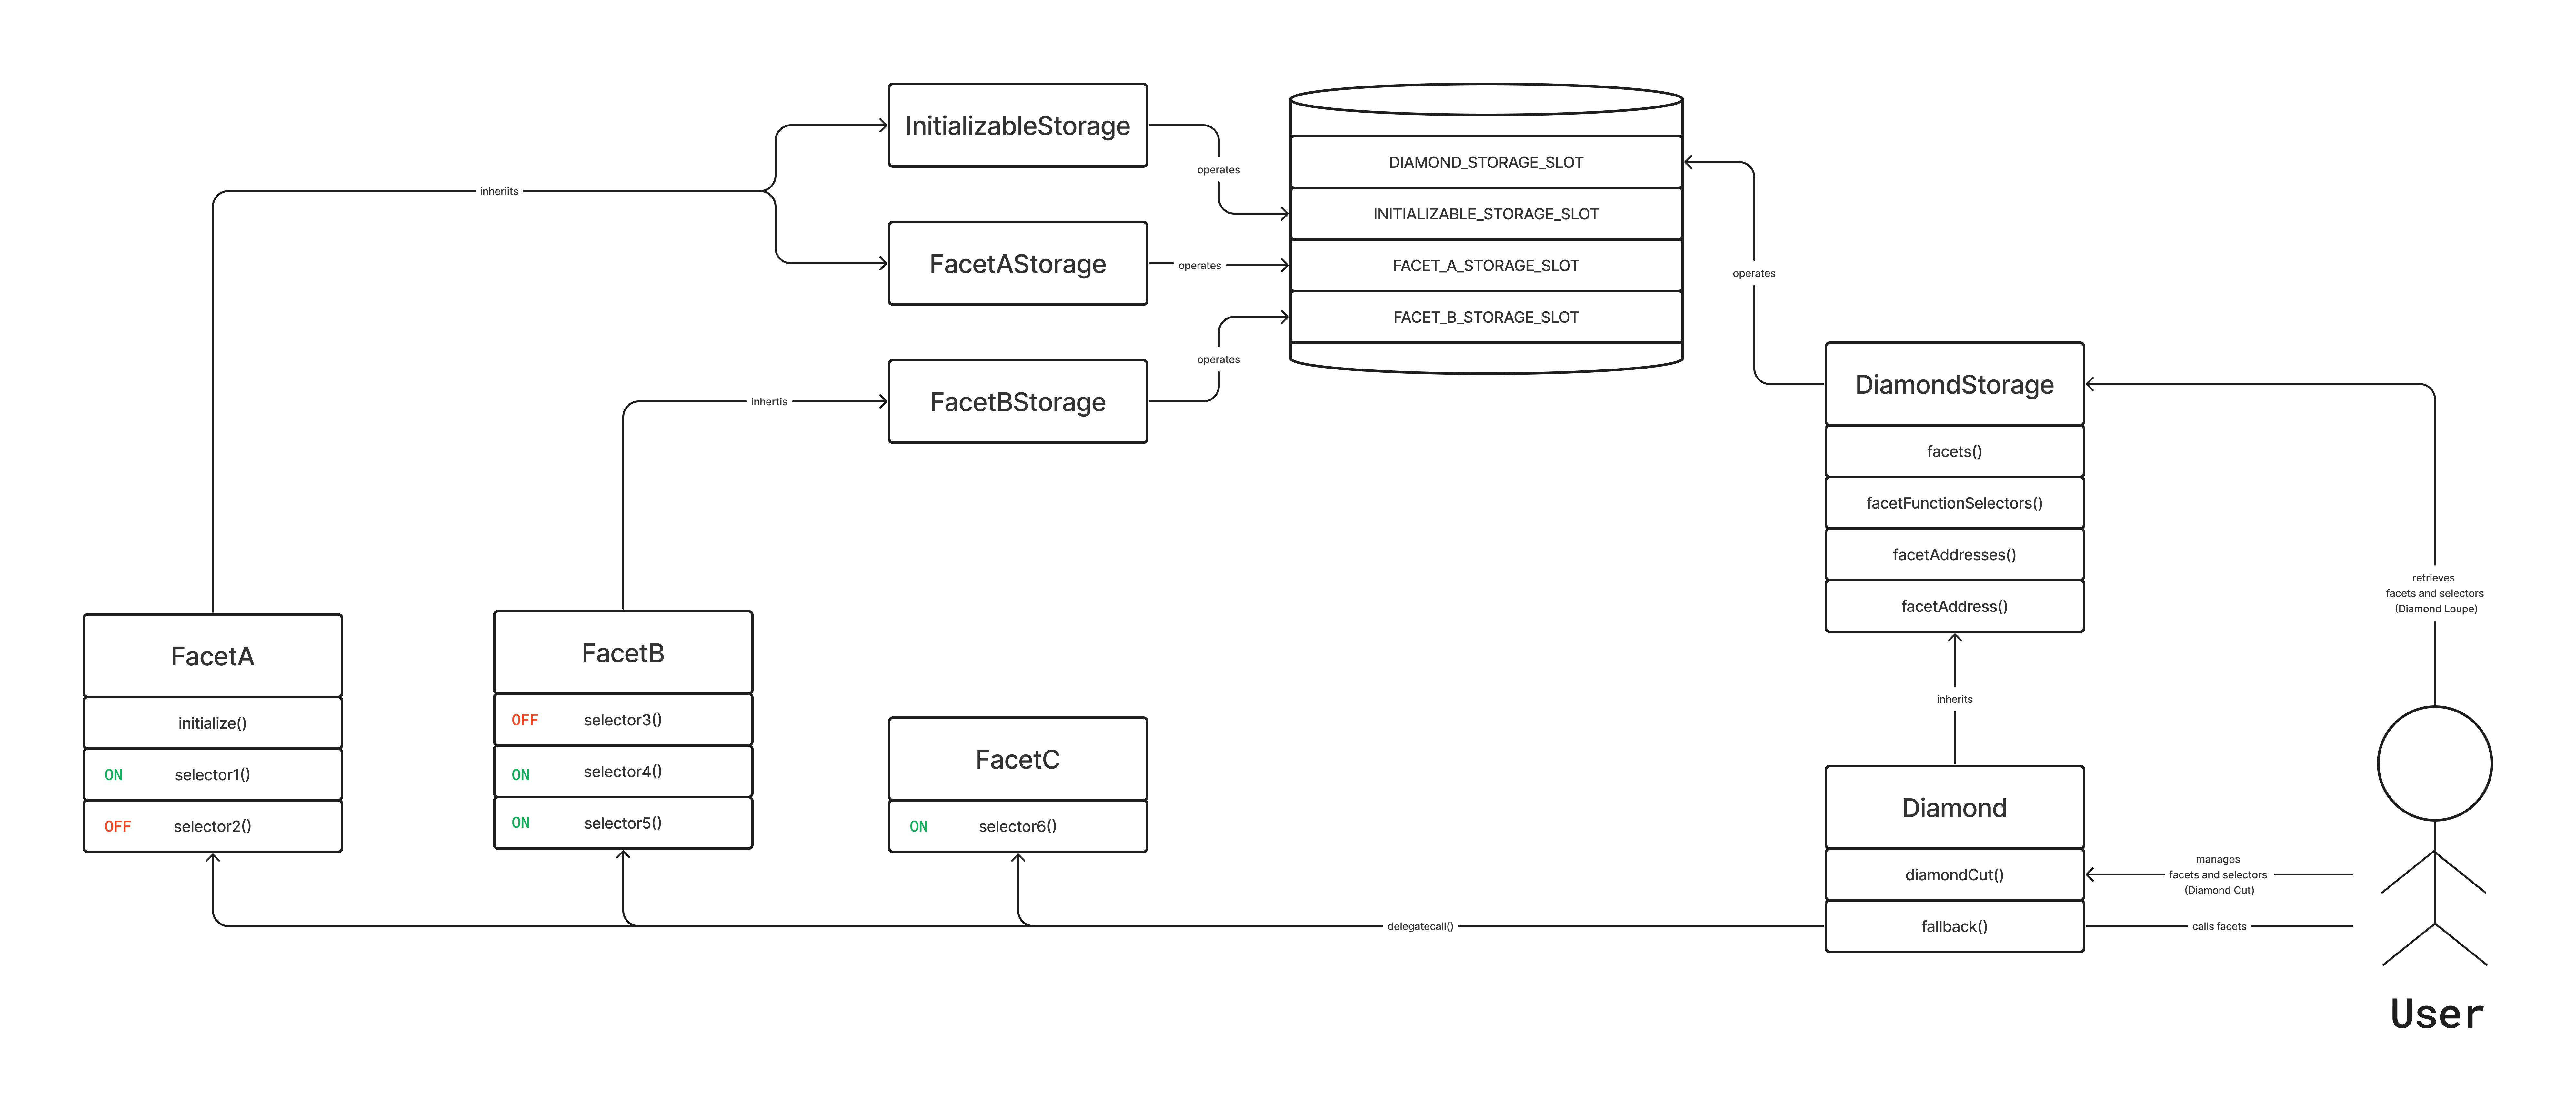 InitializableStorage
DIAMOND_STORAGE_SLOT
operates
inheriits
INITIALIZABLE_STORAGE_SLOT
FacetAStorage
operates
FACET_A_STORAGE_SLOT
operates
FACET_B_STORAGE_SLOT
operates
inhertis
FacetBStorage
DiamondStorage
facets()
facetFunctionSelectors()
facetAddresses()
facetAddress()
retrieves
facets and selectors
(Diamond Loupe)
inherits
FacetA
initialize()
ON selector1()
OFF selector2()
FacetB
OFF selector3()
ON selector4()
ON selector5()
FacetC
ON selector6()
Diamond
diamondCut()
fallback()
manages
facets and selectors
(Diamond Cut)
calls facets
delegatecall()
User